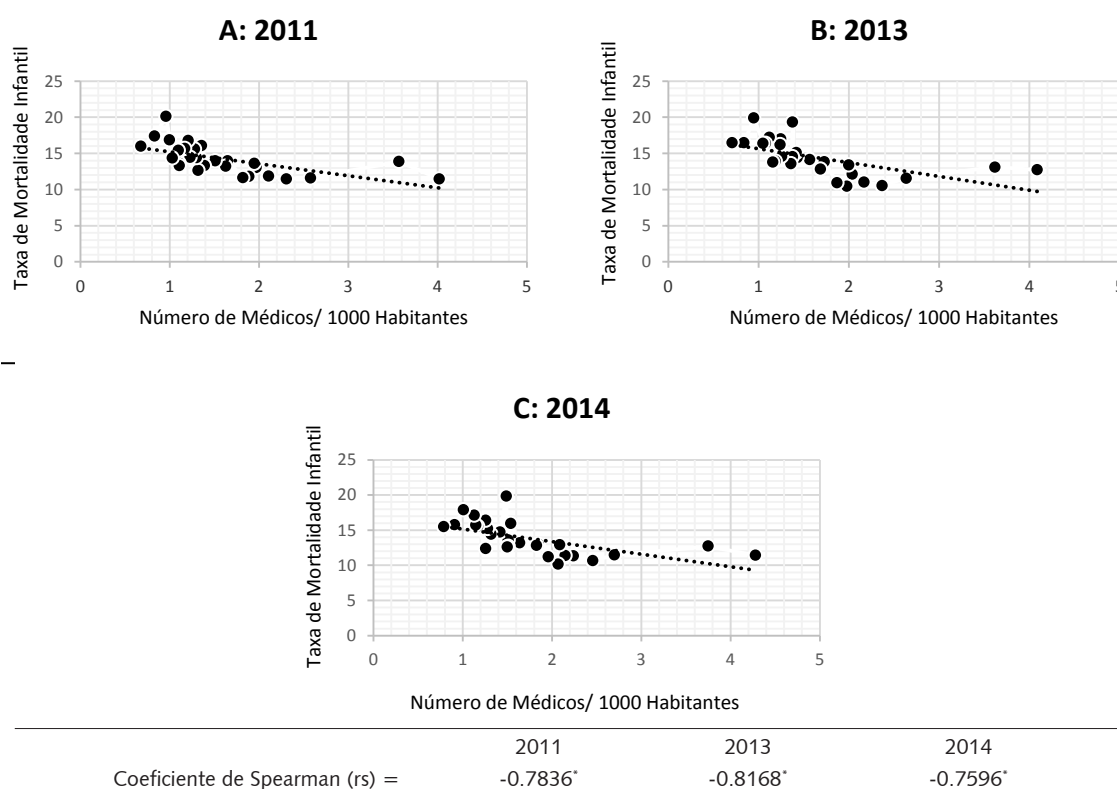 A: 2011
Taxa de Mortalidade Infantil
25
20
15
10
5
0
0 1 2 3 4 5
Número de Médicos/ 1000 Habitantes
B: 2013
Taxa de Mortalidade Infantil
25
20
15
10
5
0
0 1 2 3 4 5
Número de Médicos/ 1000 Habitantes
C: 2014
Taxa de Mortalidade Infantil
25
20
15
10
5
0
0 1 2 3 4 5
Número de Médicos/ 1000 Habitantes
2011 2013 2014
Coeficiente de Spearman (rs) = -0.7836* -0.8168* -0.7596*